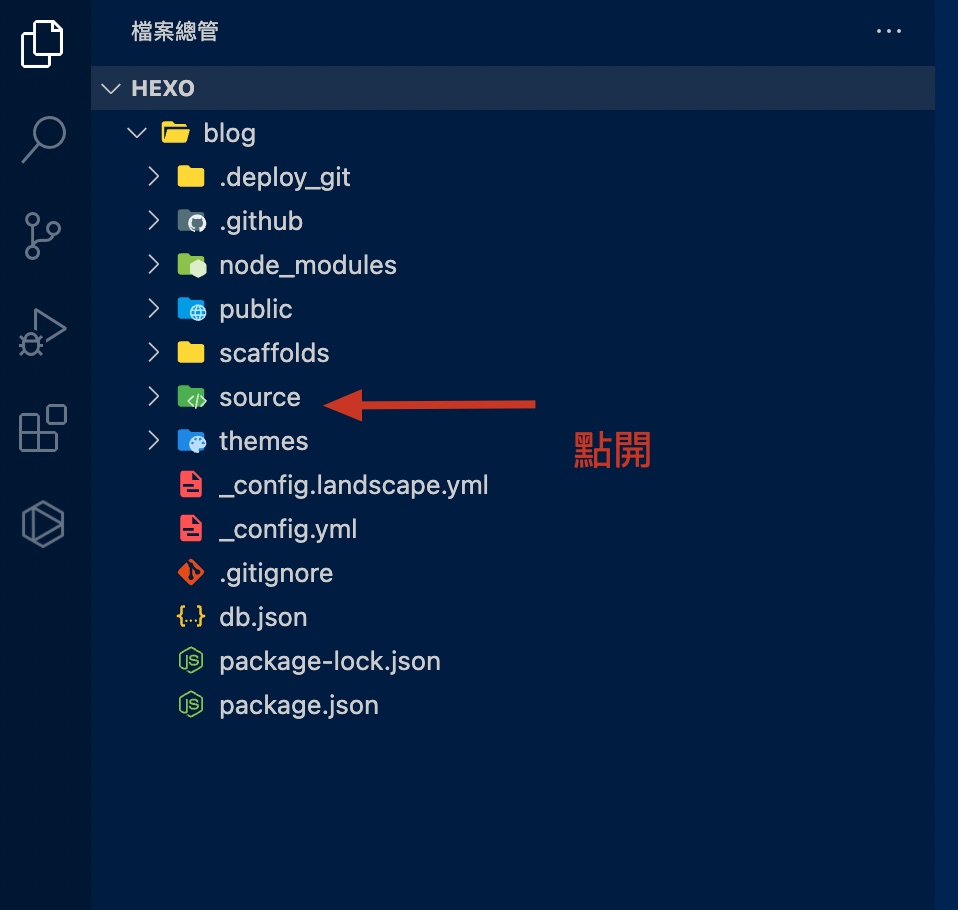 檔案總管
HEXO
blog
.deploy_git
.github
node_modules
public
scaffolds
source
themes
點開
_config.landscape.yml
_config.yml
.gitignore
db.json
package-lock.json
package.json